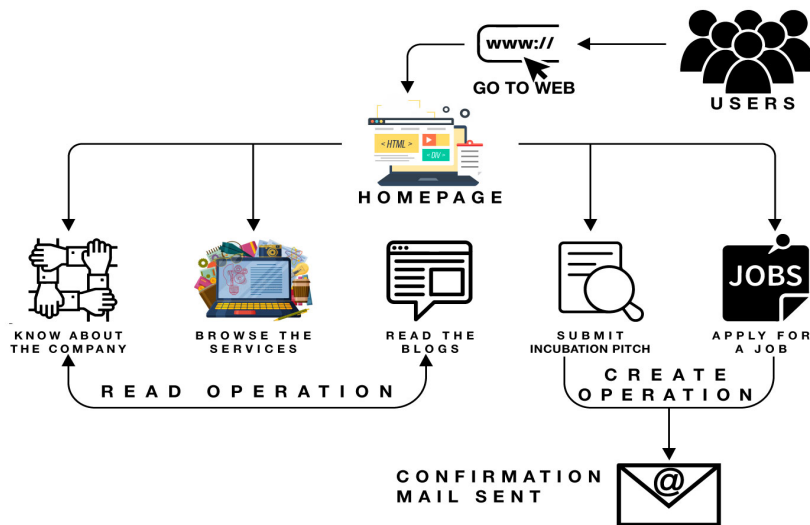 www://
GO TO WEB
USERS
< HTML >
< DIV >
HOMEPAGE
KNOW ABOUT
THE COMPANY
BROWSE THE
SERVICES
READ THE
BLOGS
SUBMIT
INCUBATION PITCH
JOBS
APPLY FOR
A JOB
READ OPERATION
CREATE
OPERATION
CONFIRMATION
MAIL SENT
@